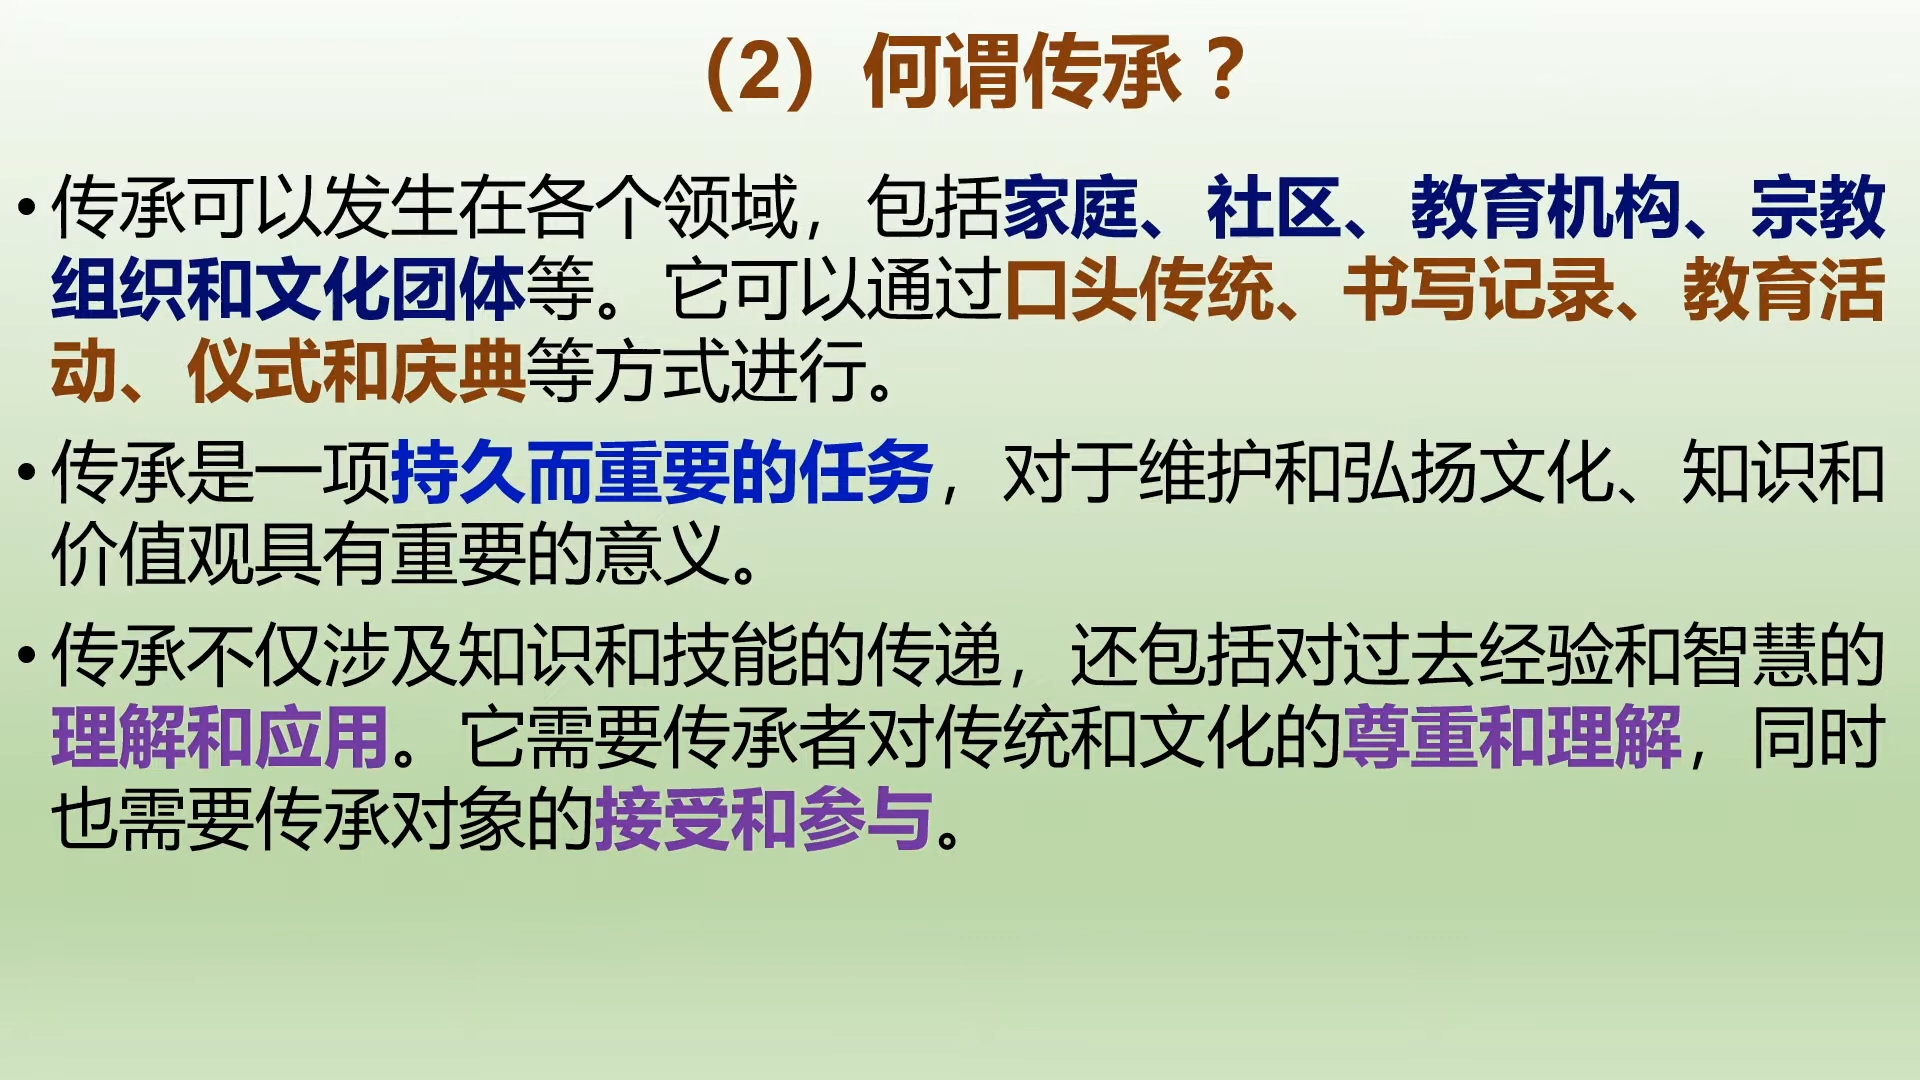 （2）何谓传承？
• 传承可以发生在各个领域，包括家庭、社区、教育机构、宗教
组织和文化团体等。它可以通过口头传统、书写记录、教育活
动、仪式和庆典等方式进行。
• 传承是一项持久而重要的任务，对于维护和弘扬文化、知识和
价值观具有重要的意义。
• 传承不仅涉及知识和技能的传递，还包括对过去经验和智慧的
理解和应用。它需要传承者对传统和文化的尊重和理解，同时
也需要传承对象的接受和参与。